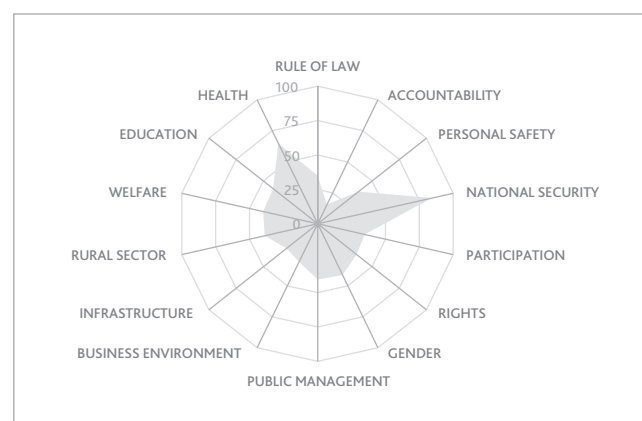 RULE OF LAW
100
HEALTH
ACCOUNTABILITY
75
EDUCATION
PERSONAL SAFETY
50
WELFARE
25
NATIONAL SECURITY
0
RURAL SECTOR
PARTICIPATION
INFRASTRUCTURE
RIGHTS
BUSINESS ENVIRONMENT
GENDER
PUBLIC MANAGEMENT